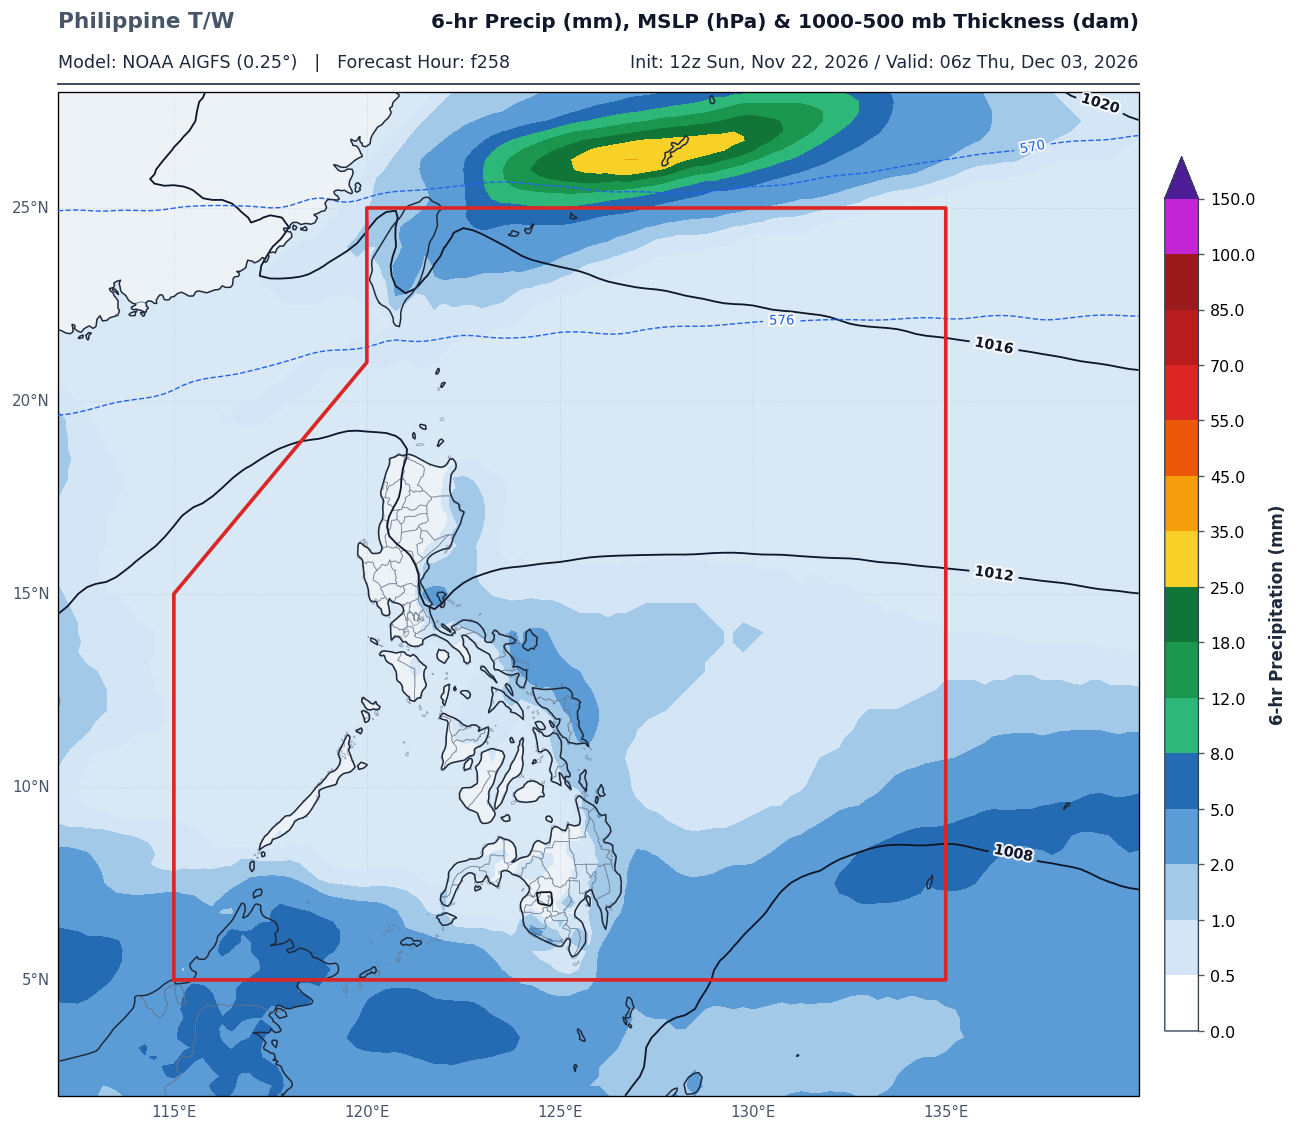 Philippine T/W
6-hr Precip (mm), MSLP (hPa) & 1000-500 mb Thickness (dam)
Model: NOAA AIGFS (0.25°) | Forecast Hour: f258
Init: 12z Sun, Nov 22, 2026 / Valid: 06z Thu, Dec 03, 2026
1020
570
25°N
576
1016
20°N
1012
15°N
10°N
1008
5°N
115°E
120°E
125°E
130°E
135°E
150.0
100.0
85.0
70.0
55.0
45.0
35.0
25.0
18.0
12.0
8.0
5.0
2.0
1.0
0.5
0.0
6-hr Precipitation (mm)